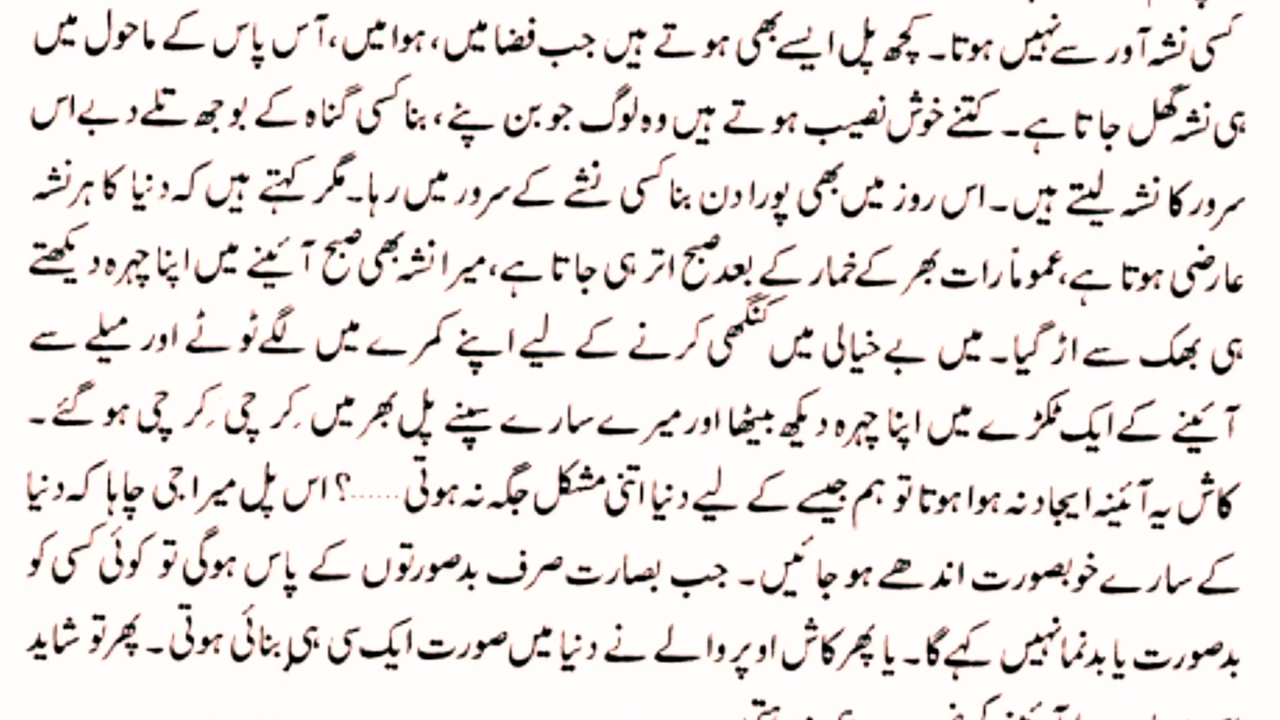 کسی نشہ آور سے نہیں ہوتا۔ کچھ پل ایسے بھی ہوتے ہیں جب فضا میں، ہوا میں، آس پاس کے ماحول میں
ہی نشہ گھل جاتا ہے۔ کتنے خوش نصیب ہوتے ہیں وہ لوگ جو بن پئے، بنا کسی گناہ کے بوجھ تلے دبے اس
سرور کا نشہ لیتے ہیں۔ اس روز میں بھی پورا دن بنا کسی نشے کے سرور میں رہا۔ مگر کہتے ہیں کہ دنیا کا ہر نشہ
عارضی ہوتا ہے، عموماً رات بھر کے خمار کے بعد صبح اتر ہی جاتا ہے، میرا نشہ بھی صبح آئینے میں اپنا چہرہ دیکھتے
ہی بھک سے اڑ گیا۔ میں بے خیالی میں کنگھی کرنے کے لیے اپنے کمرے میں لگے ٹوٹے اور میلے سے
آئینے کے ایک ٹکڑے میں اپنا چہرہ دیکھ بیٹھا اور میرے سارے سپنے پل بھر میں کِرچی کِرچی ہو گئے۔
کاش یہ آئینہ ایجاد نہ ہوا ہوتا تو ہم جیسے کے لیے دنیا اتنی مشکل جگہ نہ ہوتی......؟ اس پل میرا جی چاہا کہ دنیا
کے سارے خوبصورت اندھے ہو جائیں۔ جب بصارت صرف بدصورتوں کے پاس ہوگی تو کوئی کسی کو
بدصورت یا بدنما نہیں کہے گا۔ یا پھر کاش اوپر والے نے دنیا میں صورت ایک سی ہی بنائی ہوتی۔ پھر تو شاید